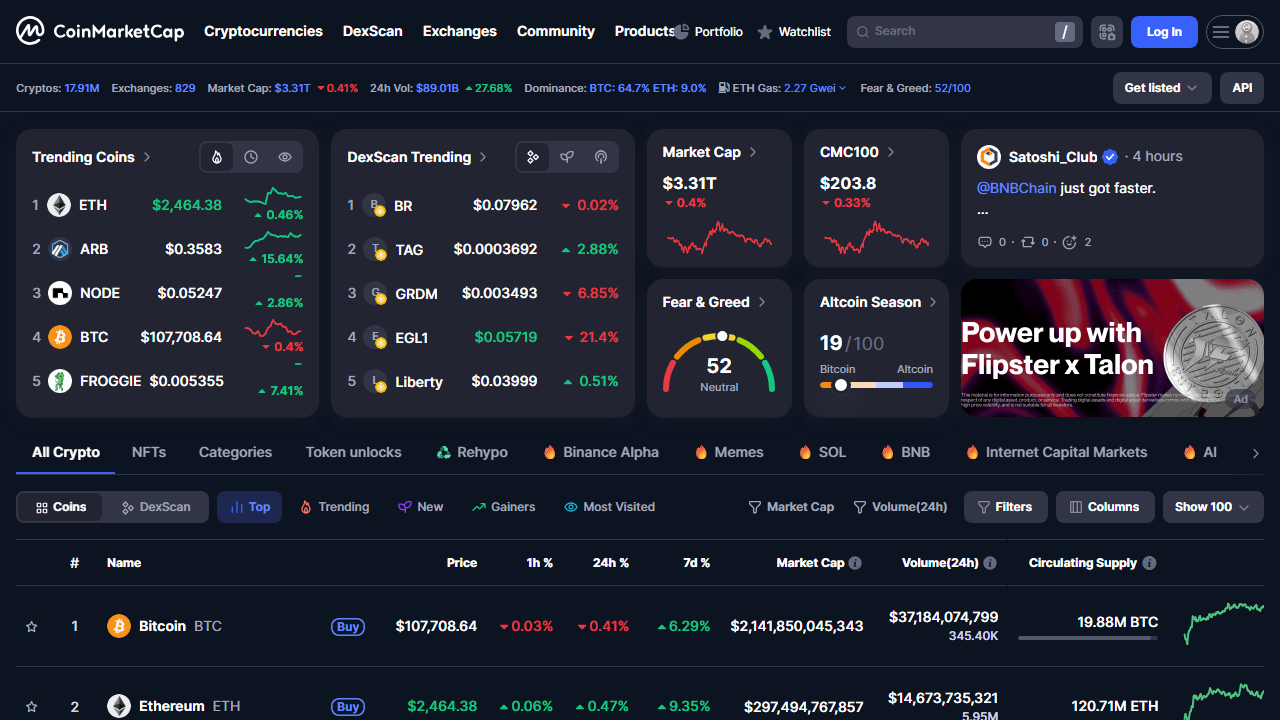 CoinMarketCap Cryptocurrencies DexScan Exchanges Community Products Portfolio Watchlist Search / Log In
Cryptos: 17.91M Exchanges: 829 Market Cap: $3.31T 0.41% 24h Vol: $89.01B 27.68% Dominance: BTC: 64.7% ETH: 9.0% ETH Gas: 2.27 Gwei Fear & Greed: 52/100 Get listed API
Trending Coins
1 ETH $2,464.38 0.46%
2 ARB $0.3583 15.64%
3 NODE $0.05247 2.86%
4 BTC $107,708.64 0.4%
5 FROGGIE $0.005355 7.41%
DexScan Trending
1 B BR $0.07962 0.02%
2 T TAG $0.0003692 2.88%
3 G GRDM $0.003493 6.85%
4 E EGL1 $0.05719 21.4%
5 L Liberty $0.03999 0.51%
Market Cap
$3.31T
0.4%
CMC100
$203.8
0.33%
Fear & Greed
52
Neutral
Altcoin Season
19/100
Bitcoin Altcoin
Satoshi_Club · 4 hours
@BNBChain just got faster.
...
0 · 0 · 2
Power up with
Flipster x Talon
Ad
All Crypto NFTs Categories Token unlocks Rehypo Binance Alpha Memes SOL BNB Internet Capital Markets AI
Coins DexScan Top Trending New Gainers Most Visited Market Cap Volume(24h) Filters Columns Show 100
# Name Price 1h % 24h % 7d % Market Cap Volume(24h) Circulating Supply
1 Bitcoin BTC Buy $107,708.64 0.03% 0.41% 6.29% $2,141,850,045,343 $37,184,074,799 19.88M BTC
345.40K
2 Ethereum ETH Buy $2,464.38 0.06% 0.47% 9.35% $297,494,767,857 $14,673,735,321 120.71M ETH
5.95M